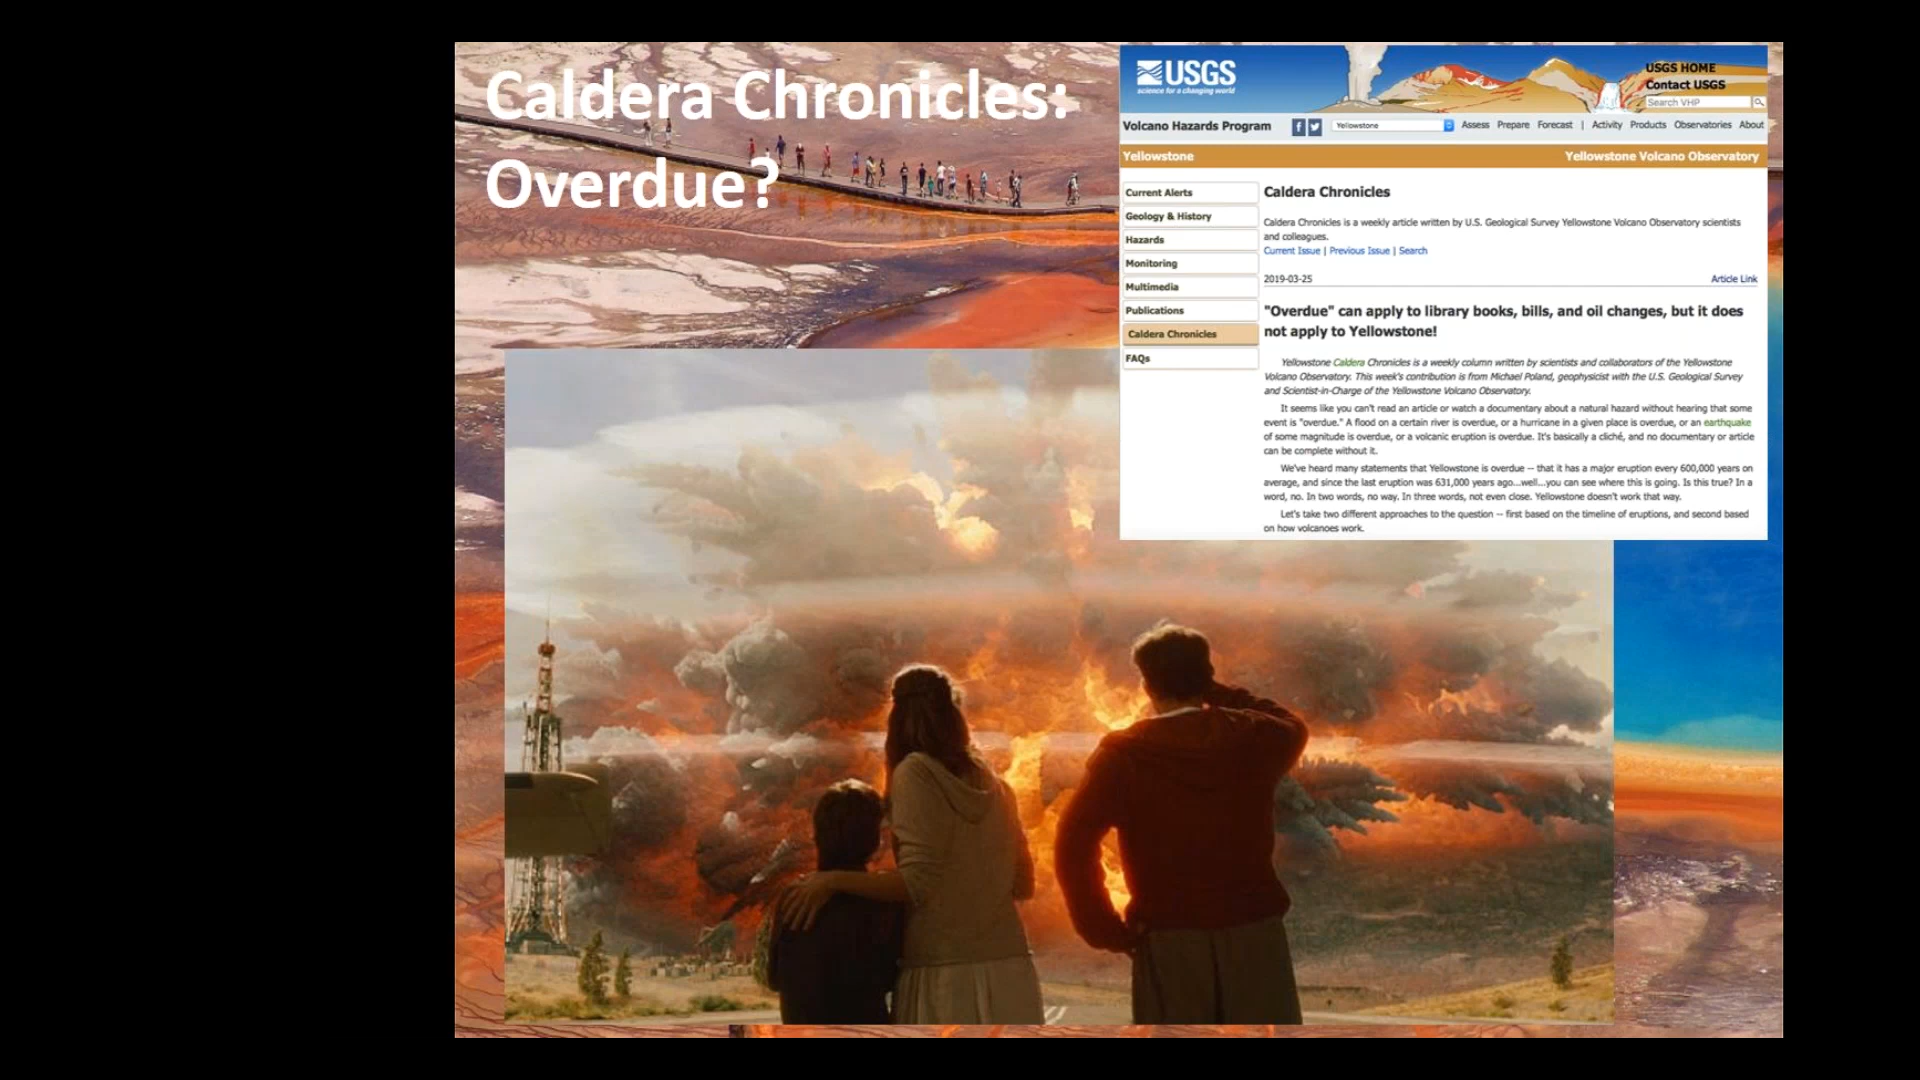 Caldera Chronicles:
Overdue?
USGS
science for a changing world
USGS HOME
Contact USGS
Search VHP
Volcano Hazards Program
f
Yellowstone
Assess Prepare Forecast | Activity Products Observatories About
Yellowstone
Yellowstone Volcano Observatory
Current Alerts
Geology & History
Hazards
Monitoring
Multimedia
Publications
Caldera Chronicles
FAQs
Caldera Chronicles
Caldera Chronicles is a weekly article written by U.S. Geological Survey Yellowstone Volcano Observatory scientists
and colleagues.
Current Issue | Previous Issue | Search
2019-03-25
Article Link
"Overdue" can apply to library books, bills, and oil changes, but it does
not apply to Yellowstone!
Yellowstone Caldera Chronicles is a weekly column written by scientists and collaborators of the Yellowstone
Volcano Observatory. This week's contribution is from Michael Poland, geophysicist with the U.S. Geological Survey
and Scientist-in-Charge of the Yellowstone Volcano Observatory.
It seems like you can't read an article or watch a documentary about a natural hazard without hearing that some
event is "overdue." A flood on a certain river is overdue, or a hurricane in a given place is overdue, or an earthquake
of some magnitude is overdue, or a volcanic eruption is overdue. It's basically a cliché, and no documentary or article
can be complete without it.
We've heard many statements that Yellowstone is overdue -- that it has a major eruption every 600,000 years on
average, and since the last eruption was 631,000 years ago...well...you can see where this is going. Is this true? In a
word, no. In two words, no way. In three words, not even close. Yellowstone doesn't work that way.
Let's take two different approaches to the question -- first based on the timeline of eruptions, and second based
on how volcanoes work.